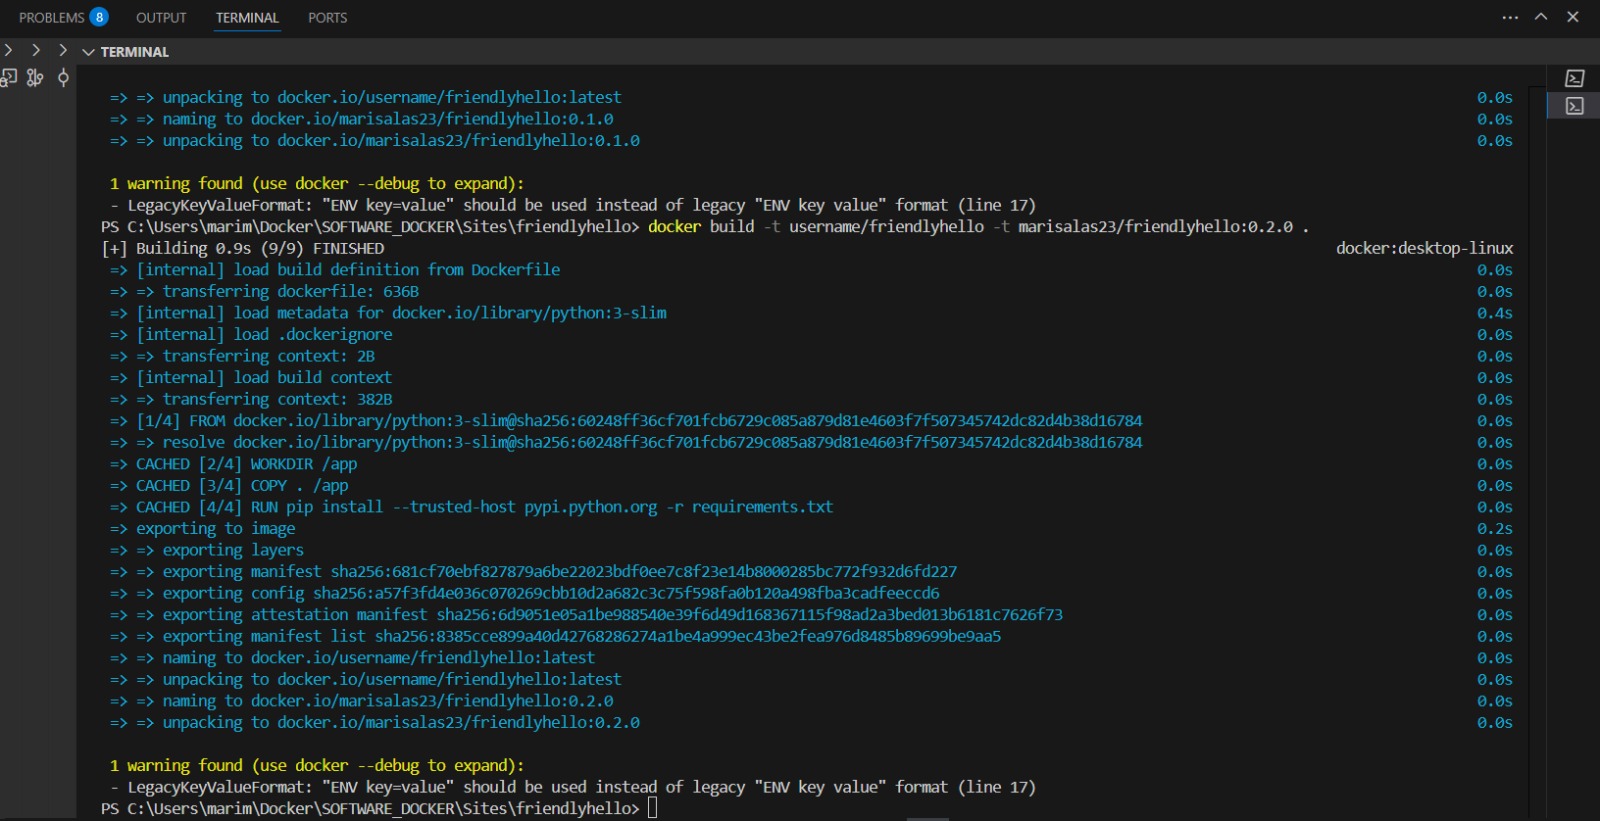 PROBLEMS 8 OUTPUT TERMINAL PORTS
TERMINAL
=> => unpacking to docker.io/username/friendlyhello:latest 0.0s
=> => naming to docker.io/marisalas23/friendlyhello:0.1.0 0.0s
=> => unpacking to docker.io/marisalas23/friendlyhello:0.1.0 0.0s
1 warning found (use docker --debug to expand):
- LegacyKeyValueFormat: "ENV key=value" should be used instead of legacy "ENV key value" format (line 17)
PS C:\Users\marim\Docker\SOFTWARE_DOCKER\Sites\friendlyhello> docker build -t username/friendlyhello -t marisalas23/friendlyhello:0.2.0 .
[+] Building 0.9s (9/9) FINISHED docker:desktop-linux
=> [internal] load build definition from Dockerfile 0.0s
=> => transferring dockerfile: 636B 0.0s
=> [internal] load metadata for docker.io/library/python:3-slim 0.4s
=> [internal] load .dockerignore 0.0s
=> => transferring context: 2B 0.0s
=> [internal] load build context 0.0s
=> => transferring context: 382B 0.0s
=> [1/4] FROM docker.io/library/python:3-slim@sha256:60248ff36cf701fcb6729c085a879d81e4603f7f507345742dc82d4b38d16784 0.0s
=> => resolve docker.io/library/python:3-slim@sha256:60248ff36cf701fcb6729c085a879d81e4603f7f507345742dc82d4b38d16784 0.0s
=> CACHED [2/4] WORKDIR /app 0.0s
=> CACHED [3/4] COPY . /app 0.0s
=> CACHED [4/4] RUN pip install --trusted-host pypi.python.org -r requirements.txt 0.0s
=> exporting to image 0.2s
=> => exporting layers 0.0s
=> => exporting manifest sha256:681cf70ebf827879a6be22023bdf0ee7c8f23e14b8000285bc772f932d6fd227 0.0s
=> => exporting config sha256:a57f3fd4e036c070269cbb10d2a682c3c75f598fa0b120a498fba3cadfeeccd6 0.0s
=> => exporting attestation manifest sha256:6d9051e05a1be988540e39f6d49d168367115f98ad2a3bed013b6181c7626f73 0.0s
=> => exporting manifest list sha256:8385cce899a40d42768286274a1be4a999ec43be2fea976d8485b89699be9aa5 0.0s
=> => naming to docker.io/username/friendlyhello:latest 0.0s
=> => unpacking to docker.io/username/friendlyhello:latest 0.0s
=> => naming to docker.io/marisalas23/friendlyhello:0.2.0 0.0s
=> => unpacking to docker.io/marisalas23/friendlyhello:0.2.0 0.0s
1 warning found (use docker --debug to expand):
- LegacyKeyValueFormat: "ENV key=value" should be used instead of legacy "ENV key value" format (line 17)
PS C:\Users\marim\Docker\SOFTWARE_DOCKER\Sites\friendlyhello>